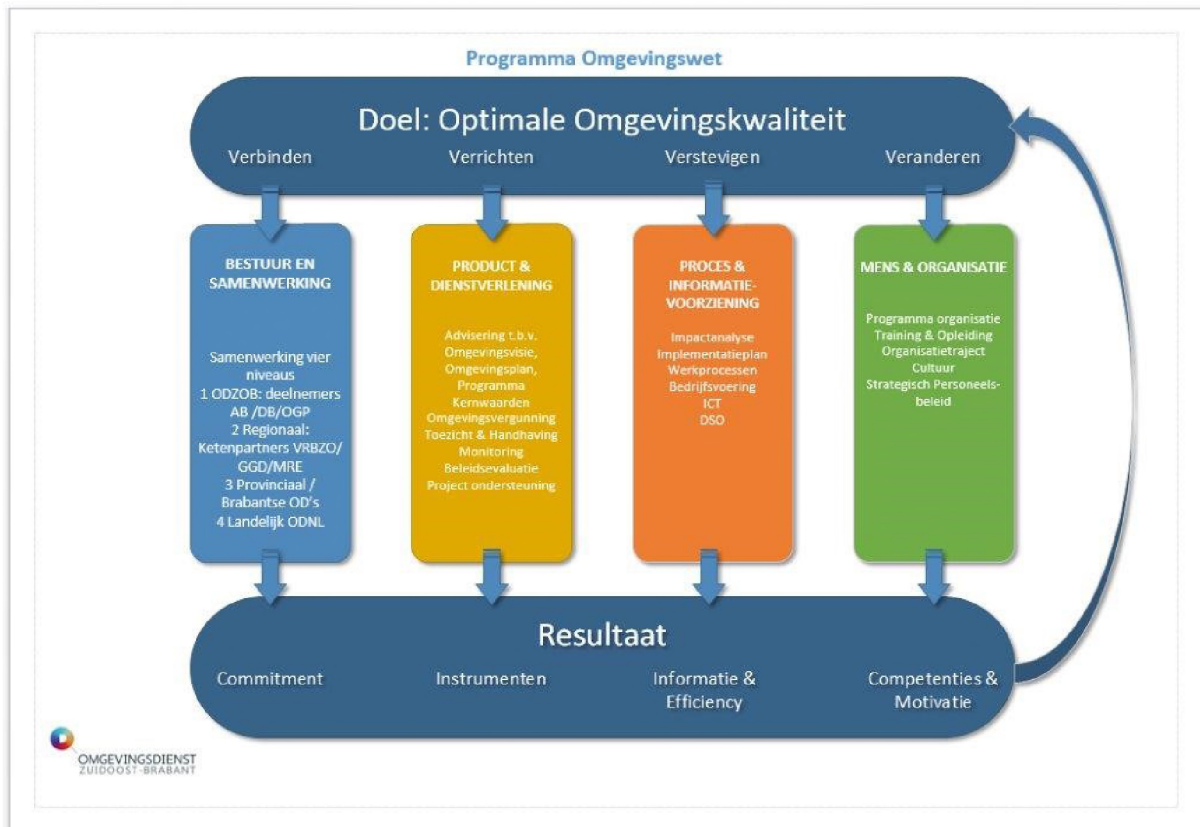 Programma Omgevingswet
Doel: Optimale Omgevingskwaliteit
Verbinden
Verrichten
Verstevigen
Veranderen
BESTUUR EN
SAMENWERKING
Samenwerking vier
niveaus
1 ODZOB: deelnemers
AB /DB/OGP
2 Regionaal:
Ketenpartners VRBZO/
GGD/MRE
3 Provinciaal /
Brabantse OD's
4 Landelijk ODNL
PRODUCT &
DIENSTVERLENING
Advisering t.b.v.
Omgevingsvisie,
Omgevingsplan,
Programma
Kernwaarden
Omgevingsvergunning
Toezicht & Handhaving
Monitoring
Beleidsevaluatie
Project ondersteuning
PROCES &
INFORMATIE-
VOORZIENING
Impactanalyse
Implementatieplan
Werkprocessen
Bedrijfsvoering
ICT
DSO
MENS & ORGANISATIE
Programma organisatie
Training & Opleiding
Organisatietraject
Cultuur
Strategisch Personeels-
beleid
Resultaat
Commitment
Instrumenten
Informatie &
Efficiency
Competenties &
Motivatie
OMGEVINGSDIENST
ZUIDOOST-BRABANT